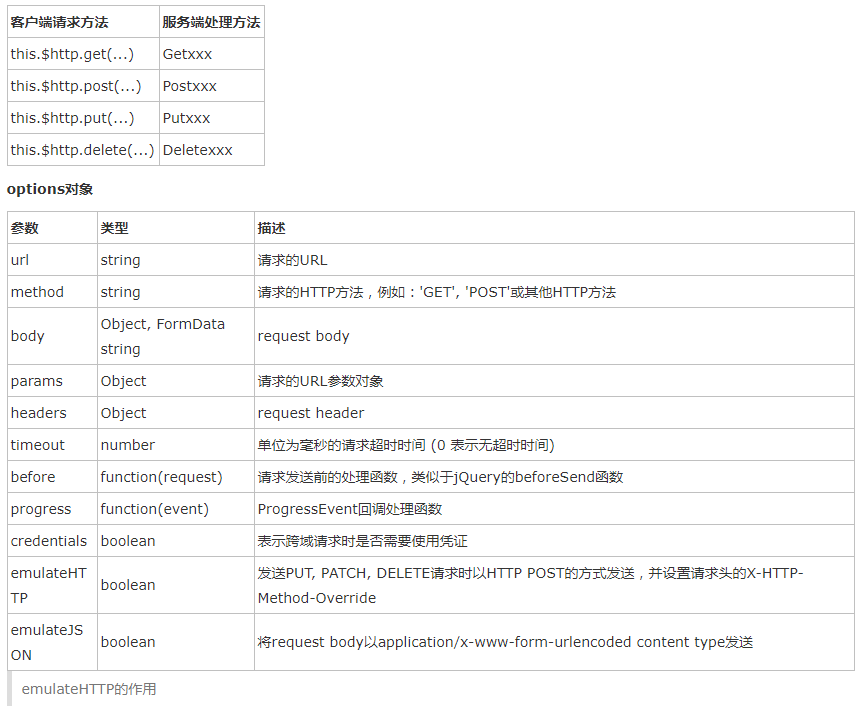 客户端请求方法 服务端处理方法
this.$http.get(...) Getxxx
this.$http.post(...) Postxxx
this.$http.put(...) Putxxx
this.$http.delete(...) Deletexxx
options对象
参数 类型 描述
url string 请求的URL
method string 请求的HTTP方法，例如：'GET', 'POST'或其他HTTP方法
body Object, FormData
string request body
params Object 请求的URL参数对象
headers Object request header
timeout number 单位为毫秒的请求超时时间 (0 表示无超时时间)
before function(request) 请求发送前的处理函数，类似于jQuery的beforeSend函数
progress function(event) ProgressEvent回调处理函数
credentials boolean 表示跨域请求时是否需要使用凭证
emulateHT
TP boolean 发送PUT, PATCH, DELETE请求时以HTTP POST的方式发送，并设置请求头的X-HTTP-
Method-Override
emulateJS
ON boolean 将request body以application/x-www-form-urlencoded content type发送
emulateHTTP的作用